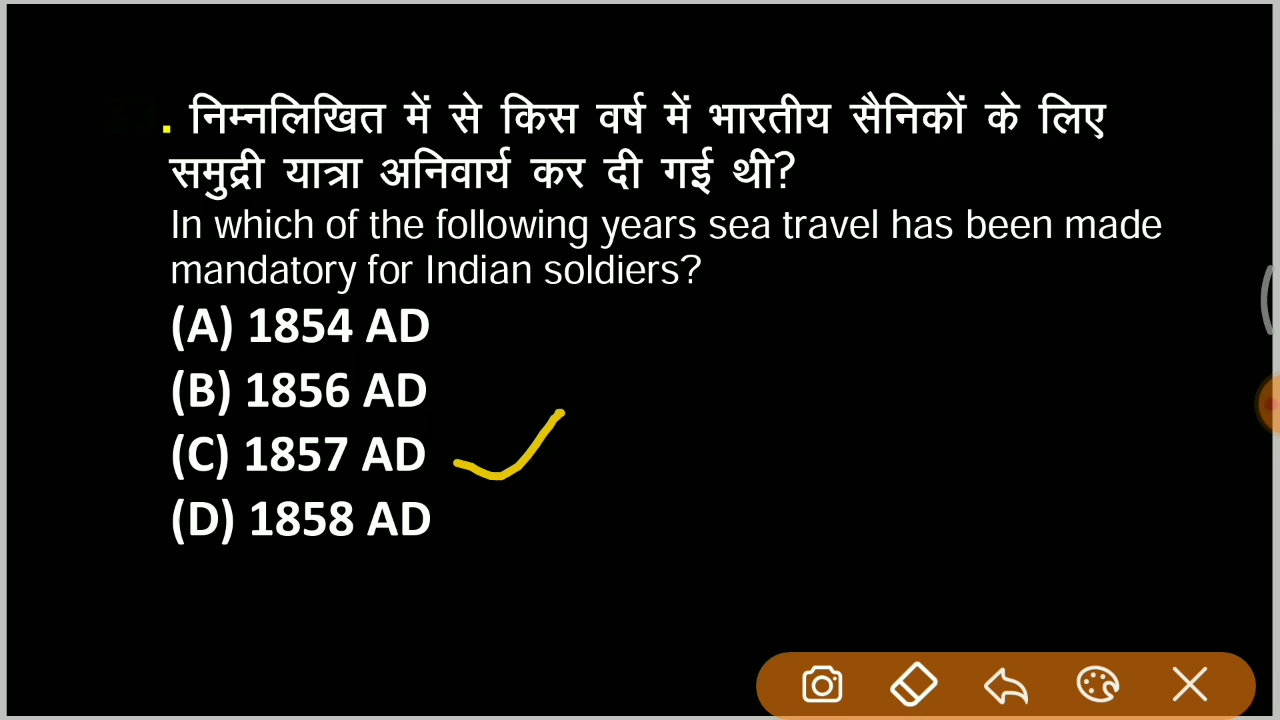 . निम्नलिखित में से किस वर्ष में भारतीय सैनिकों के लिए
समुद्री यात्रा अनिवार्य कर दी गई थी?
In which of the following years sea travel has been made
mandatory for Indian soldiers?
(A) 1854 AD
(B) 1856 AD
(C) 1857 AD
(D) 1858 AD